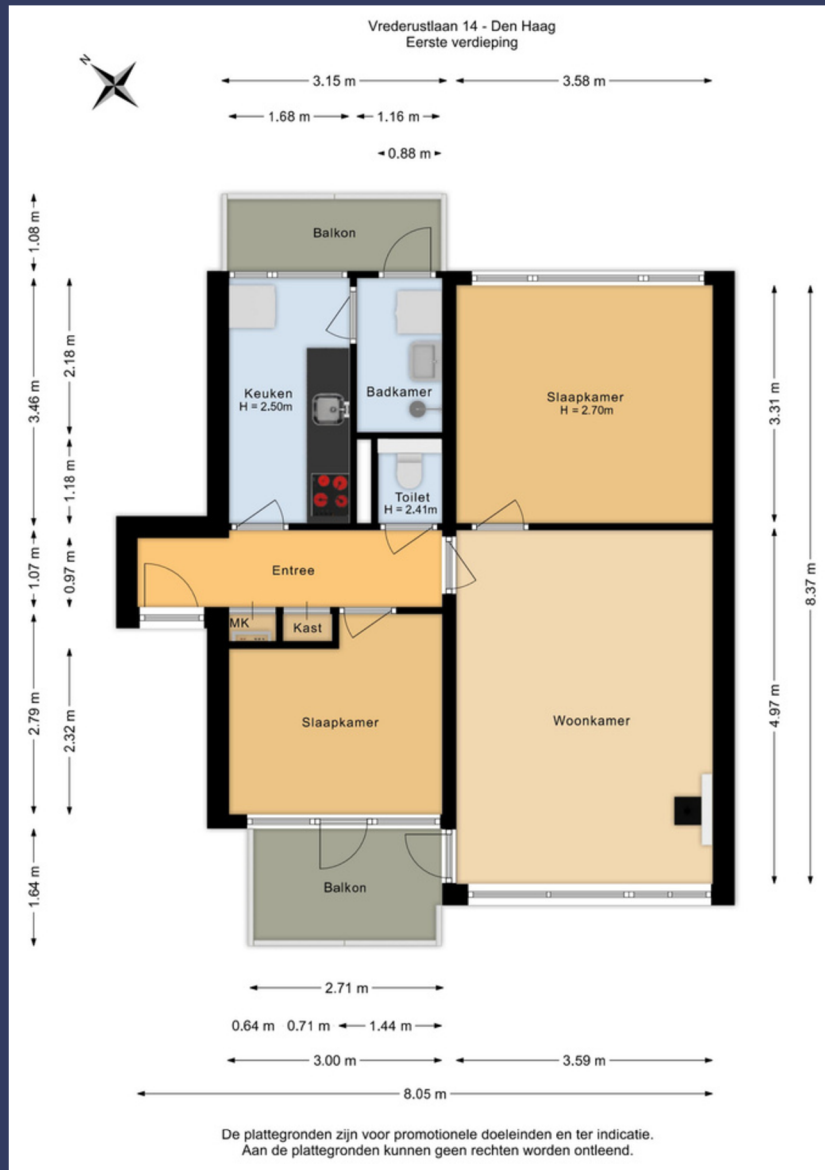 Vrederustlaan 14 - Den Haag
Eerste verdieping
N
3.15 m
3.58 m
1.68 m
1.16 m
0.88 m
1.08 m
3.46 m
1.07 m
2.79 m
1.64 m
2.18 m
1.18 m
0.97 m
2.32 m
Balkon
Keuken
H = 2.50m
Badkamer
Slaapkamer
H = 2.70m
Toilet
H = 2.41m
Entree
MK
Kast
Slaapkamer
Woonkamer
Balkon
3.31 m
4.97 m
8.37 m
2.71 m
0.64 m 0.71 m 1.44 m
3.00 m
3.59 m
8.05 m
De plattegronden zijn voor promotionele doeleinden en ter indicatie.
Aan de plattegronden kunnen geen rechten worden ontleend.